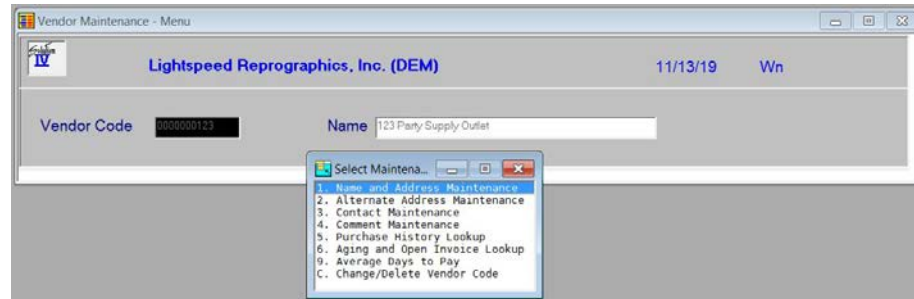 Vendor Maintenance - Menu
Solution IV
Lightspeed Reprographics, Inc. (DEM) 11/13/19 Wn
Vendor Code 0000000123 Name 123 Party Supply Outlet
Select Maintena...
1. Name and Address Maintenance
2. Alternate Address Maintenance
3. Contact Maintenance
4. Comment Maintenance
5. Purchase History Lookup
6. Aging and Open Invoice Lookup
9. Average Days to Pay
C. Change/Delete Vendor Code